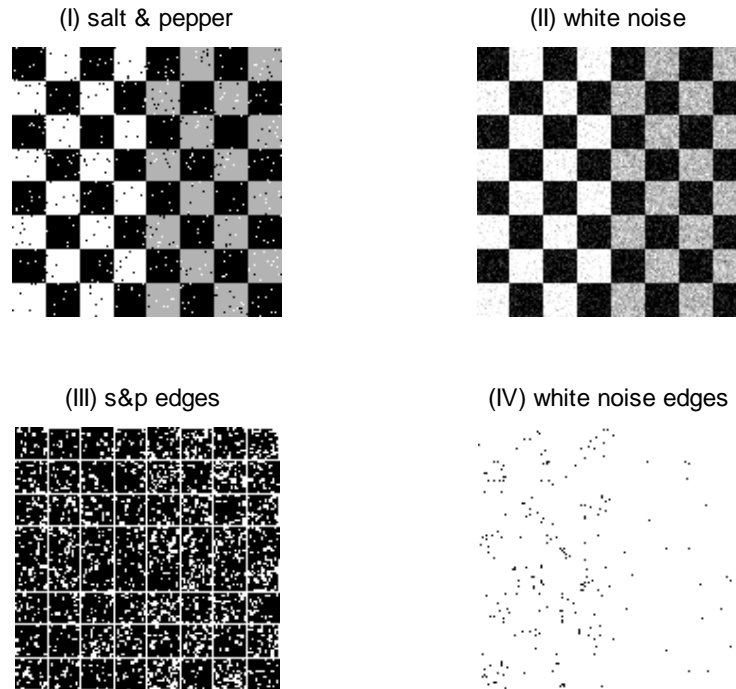 (I) salt & pepper
(II) white noise
(III) s&p edges
(IV) white noise edges